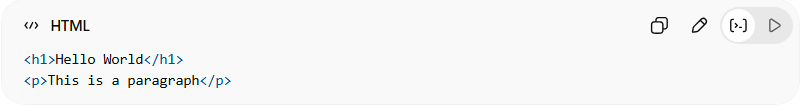 HTML
<h1>Hello World</h1>
<p>This is a paragraph</p>